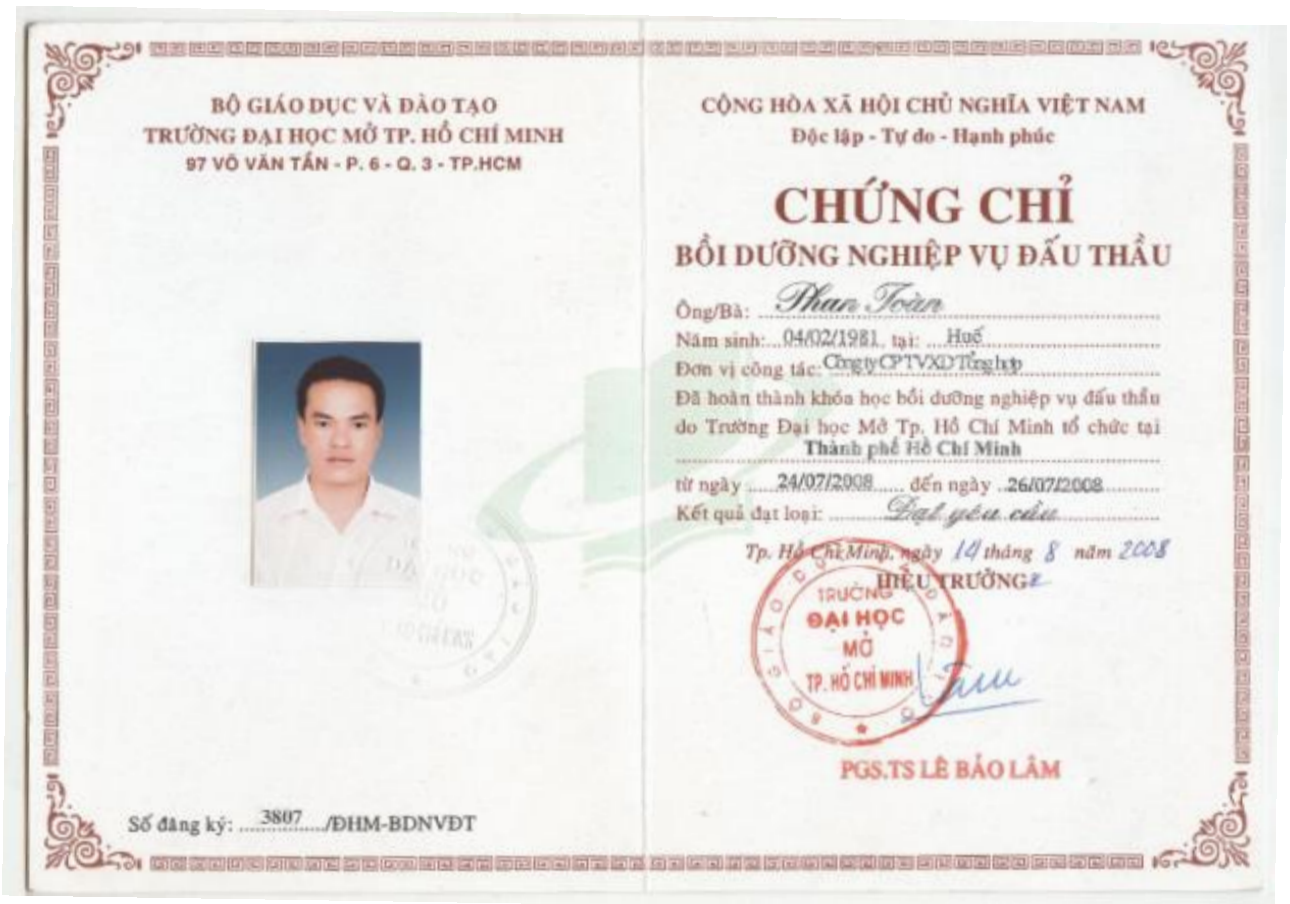 BỘ GIÁO DỤC VÀ ĐÀO TẠO
TRƯỜNG ĐẠI HỌC MỞ TP. HỒ CHÍ MINH
97 VÕ VĂN TẦN - P. 6 - Q. 3 - TP.HCM
Số đăng ký: 3807 /ĐHM-BDNVĐT
CỘNG HÒA XÃ HỘI CHỦ NGHĨA VIỆT NAM
Độc lập - Tự do - Hạnh phúc
CHỨNG CHỈ
BỒI DƯỠNG NGHIỆP VỤ ĐẤU THẦU
Ông/Bà: Phan Toàn
Năm sinh: 04/02/1981 tại: Huế
Đơn vị công tác: Công ty CPTVXD Tổng hợp
Đã hoàn thành khóa học bồi dưỡng nghiệp vụ đấu thầu
do Trường Đại học Mở Tp. Hồ Chí Minh tổ chức tại
Thành phố Hồ Chí Minh
từ ngày 24/07/2008 đến ngày 26/07/2008
Kết quả đạt loại: Đạt yêu cầu
Tp. Hồ Chí Minh, ngày 14 tháng 8 năm 2008
HIỆU TRƯỞNG
TRƯỜNG
ĐẠI HỌC
MỞ
TP. HỒ CHÍ MINH
BỘ GIÁO DỤC VÀ ĐÀO TẠO
PGS.TS LÊ BẢO LÂM